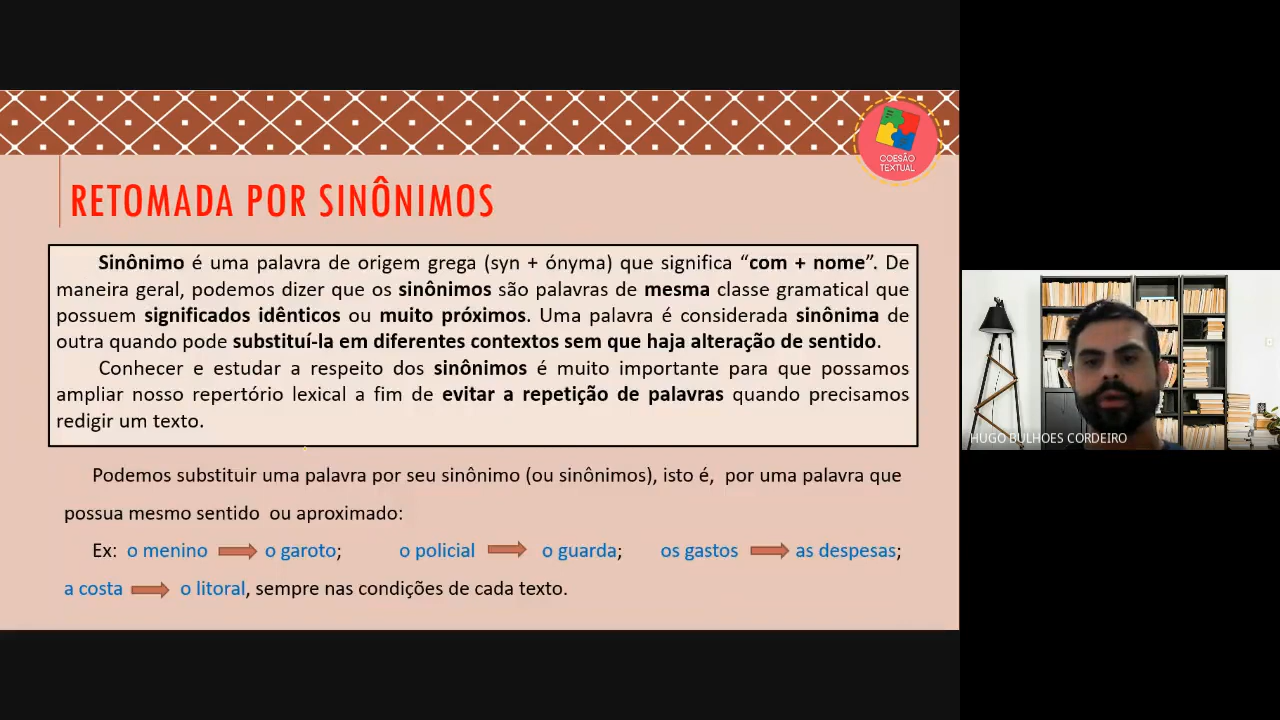 COESÃO
TEXTUAL
RETOMADA POR SINÔNIMOS
Sinônimo é uma palavra de origem grega (syn + ónyma) que significa “com + nome”. De
maneira geral, podemos dizer que os sinônimos são palavras de mesma classe gramatical que
possuem significados idênticos ou muito próximos. Uma palavra é considerada sinônima de
outra quando pode substituí-la em diferentes contextos sem que haja alteração de sentido.
Conhecer e estudar a respeito dos sinônimos é muito importante para que possamos
ampliar nosso repertório lexical a fim de evitar a repetição de palavras quando precisamos
redigir um texto.
Podemos substituir uma palavra por seu sinônimo (ou sinônimos), isto é, por uma palavra que
possua mesmo sentido ou aproximado:
Ex: o menino o garoto; o policial o guarda; os gastos as despesas;
a costa o litoral, sempre nas condições de cada texto.
HUGO BULHOES CORDEIRO